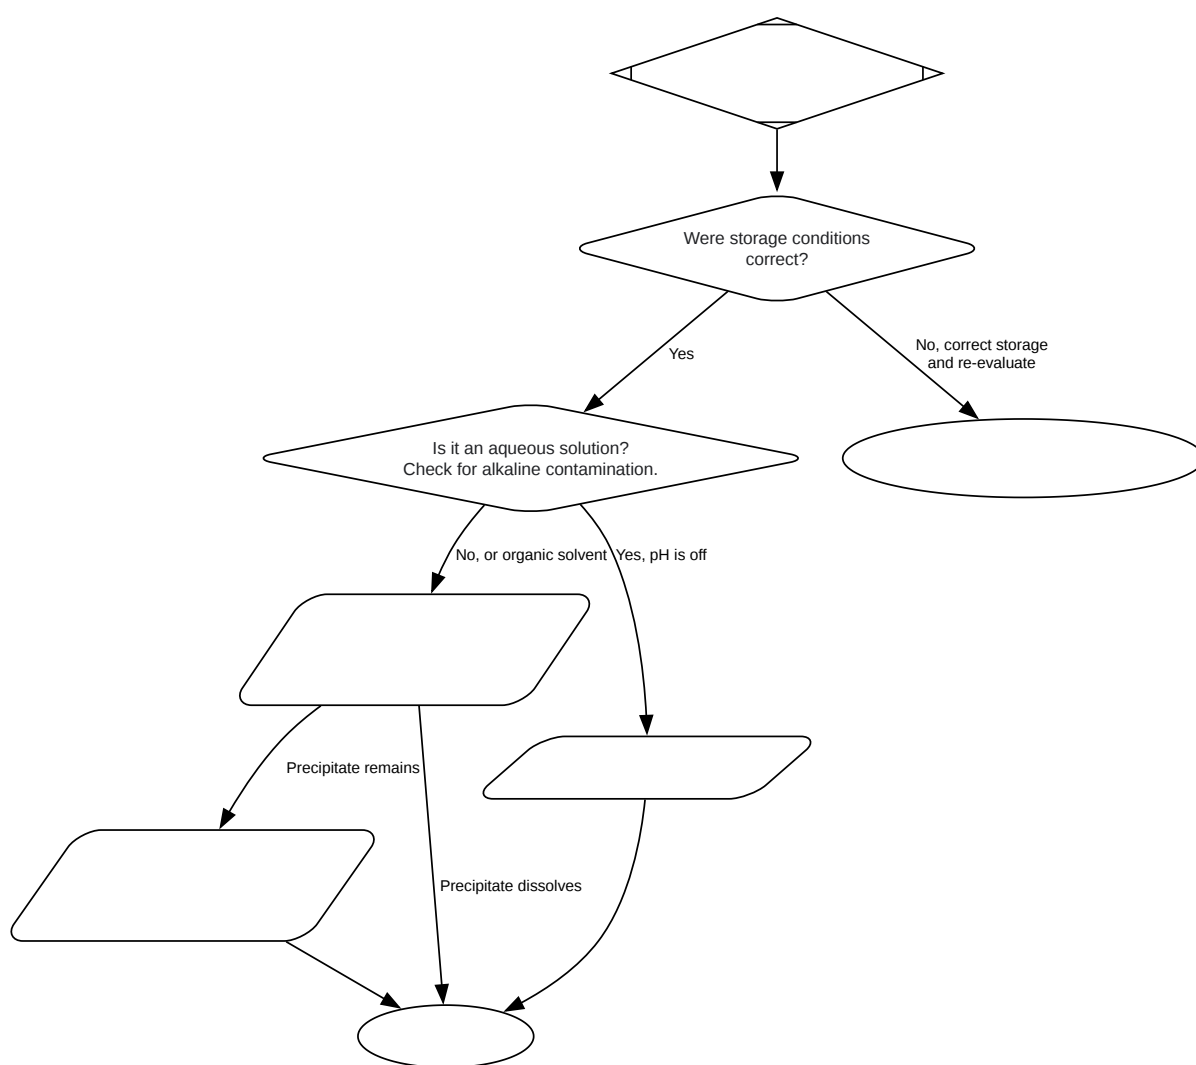 Were storage conditions
correct?
Yes
No, correct storage
and re-evaluate
Is it an aqueous solution?
Check for alkaline contamination.
No, or organic solvent
Yes, pH is off
Precipitate remains
Precipitate dissolves